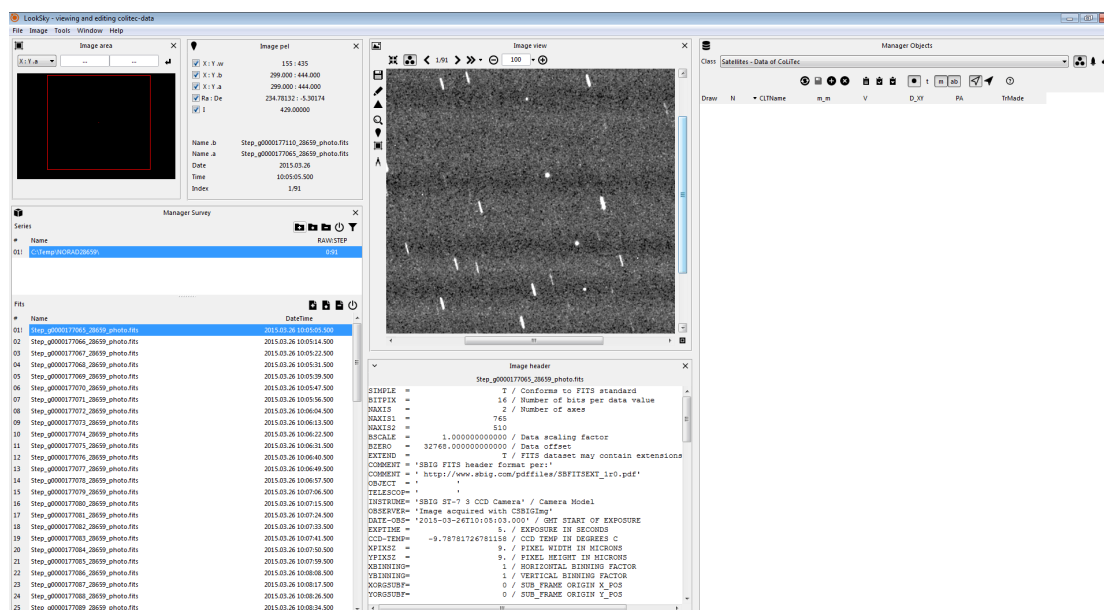 LookSky - viewing and editing colitec-data
File Image Tools Window Help
Image area
X : Y .a -- --
Image pel
X : Y .w 155 : 435
X : Y .b 299.000 : 444.000
X : Y .a 299.000 : 444.000
Ra : De 234.78132 : -5.30174
I 429.00000
Name .b Step_g0000177110_28659_photo.fits
Name .a Step_g0000177065_28659_photo.fits
Date 2015.03.26
Time 10:05:05.500
Index 1/91
Manager Survey
Series
# Name RAW:STEP
01! C:\Temp\NORAD28659\ 0:91
Fits
# Name DateTime
01! Step_g0000177065_28659_photo.fits 2015.03.26 10:05:05.500
02 Step_g0000177066_28659_photo.fits 2015.03.26 10:05:14.500
03 Step_g0000177067_28659_photo.fits 2015.03.26 10:05:22.500
04 Step_g0000177068_28659_photo.fits 2015.03.26 10:05:31.500
05 Step_g0000177069_28659_photo.fits 2015.03.26 10:05:39.500
06 Step_g0000177070_28659_photo.fits 2015.03.26 10:05:47.500
07 Step_g0000177071_28659_photo.fits 2015.03.26 10:05:56.500
08 Step_g0000177072_28659_photo.fits 2015.03.26 10:06:04.500
09 Step_g0000177073_28659_photo.fits 2015.03.26 10:06:13.500
10 Step_g0000177074_28659_photo.fits 2015.03.26 10:06:22.500
11 Step_g0000177075_28659_photo.fits 2015.03.26 10:06:31.500
12 Step_g0000177076_28659_photo.fits 2015.03.26 10:06:40.500
13 Step_g0000177077_28659_photo.fits 2015.03.26 10:06:49.500
14 Step_g0000177078_28659_photo.fits 2015.03.26 10:06:57.500
15 Step_g0000177079_28659_photo.fits 2015.03.26 10:07:06.500
16 Step_g0000177080_28659_photo.fits 2015.03.26 10:07:15.500
17 Step_g0000177081_28659_photo.fits 2015.03.26 10:07:24.500
18 Step_g0000177082_28659_photo.fits 2015.03.26 10:07:33.500
19 Step_g0000177083_28659_photo.fits 2015.03.26 10:07:41.500
20 Step_g0000177084_28659_photo.fits 2015.03.26 10:07:50.500
21 Step_g0000177085_28659_photo.fits 2015.03.26 10:07:59.500
22 Step_g0000177086_28659_photo.fits 2015.03.26 10:08:08.500
23 Step_g0000177087_28659_photo.fits 2015.03.26 10:08:17.500
24 Step_g0000177088_28659_photo.fits 2015.03.26 10:08:26.500
25 Step_g0000177089_28659_photo.fits 2015.03.26 10:08:34.500
Image view
1/91 100
Image header
Step_g0000177065_28659_photo.fits
SIMPLE = T / Conforms to FITS standard
BITPIX = 16 / Number of bits per data value
NAXIS = 2 / Number of axes
NAXIS1 = 765
NAXIS2 = 510
BSCALE = 1.000000000000 / Data scaling factor
BZERO = 32768.000000000000 / Data offset
EXTEND = T / FITS dataset may contain extensions
COMMENT = 'SBIG FITS header format per:'
COMMENT = ' http://www.sbig.com/pdffiles/SBFITSEXT_1r0.pdf'
OBJECT = ' '
TELESCOP= ' '
INSTRUME= 'SBIG ST-7 3 CCD Camera' / Camera Model
OBSERVER= 'Image acquired with CSBIGImg'
DATE-OBS= '2015-03-26T10:05:03.000' / GMT START OF EXPOSURE
EXPTIME = 5. / EXPOSURE IN SECONDS
CCD-TEMP= -9.78781726781158 / CCD TEMP IN DEGREES C
XPIXSZ = 9. / PIXEL WIDTH IN MICRONS
YPIXSZ = 9. / PIXEL HEIGHT IN MICRONS
XBINNING= 1 / HORIZONTAL BINNING FACTOR
YBINNING= 1 / VERTICAL BINNING FACTOR
XORGSUBF= 0 / SUB_FRAME ORIGIN X_POS
YORGSUBF= 0 / SUB_FRAME ORIGIN Y_POS
Manager Objects
Class Satellites - Data of CoLiTec
t m ab
Draw N CLTName m_m V D_XY PA TrMade